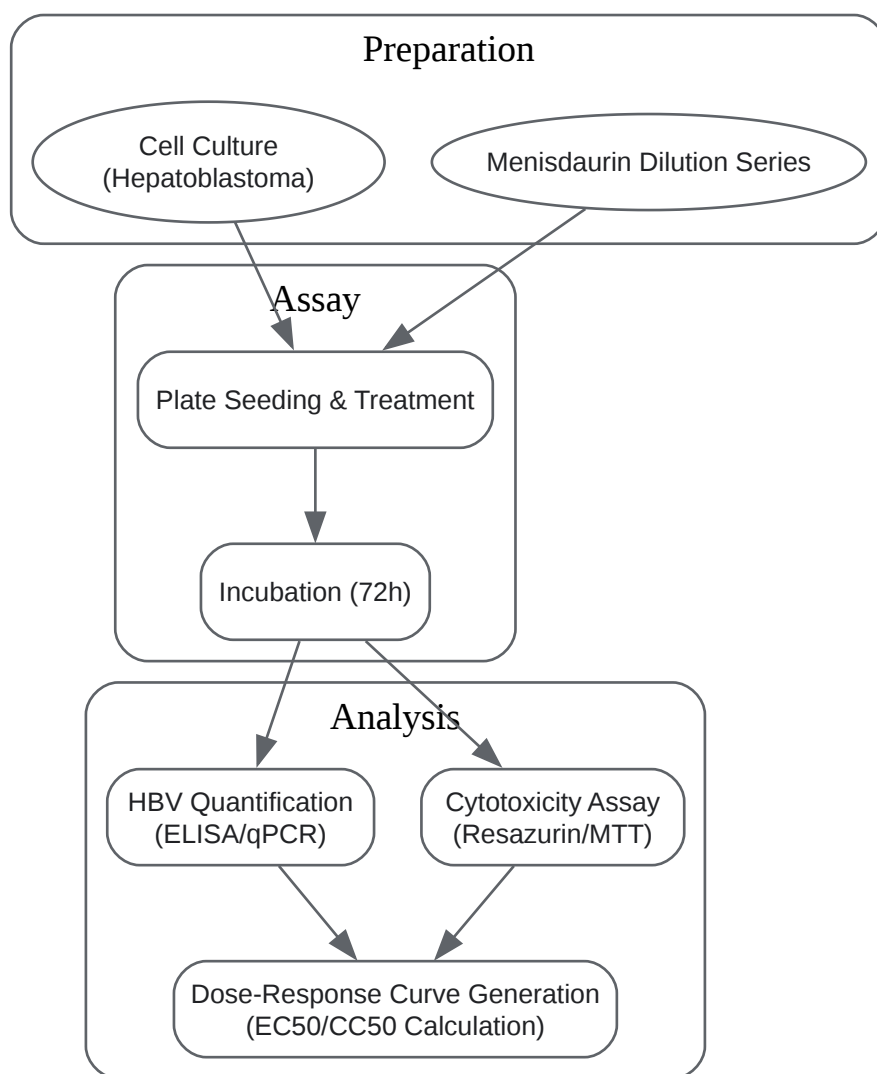 Preparation
Cell Culture
(Hepatoblastoma)
Menisdaurin Dilution Series
Assay
Plate Seeding & Treatment
Incubation (72h)
Analysis
HBV Quantification
(ELISA/qPCR)
Cytotoxicity Assay
(Resazurin/MTT)
Dose-Response Curve Generation
(EC50/CC50 Calculation)